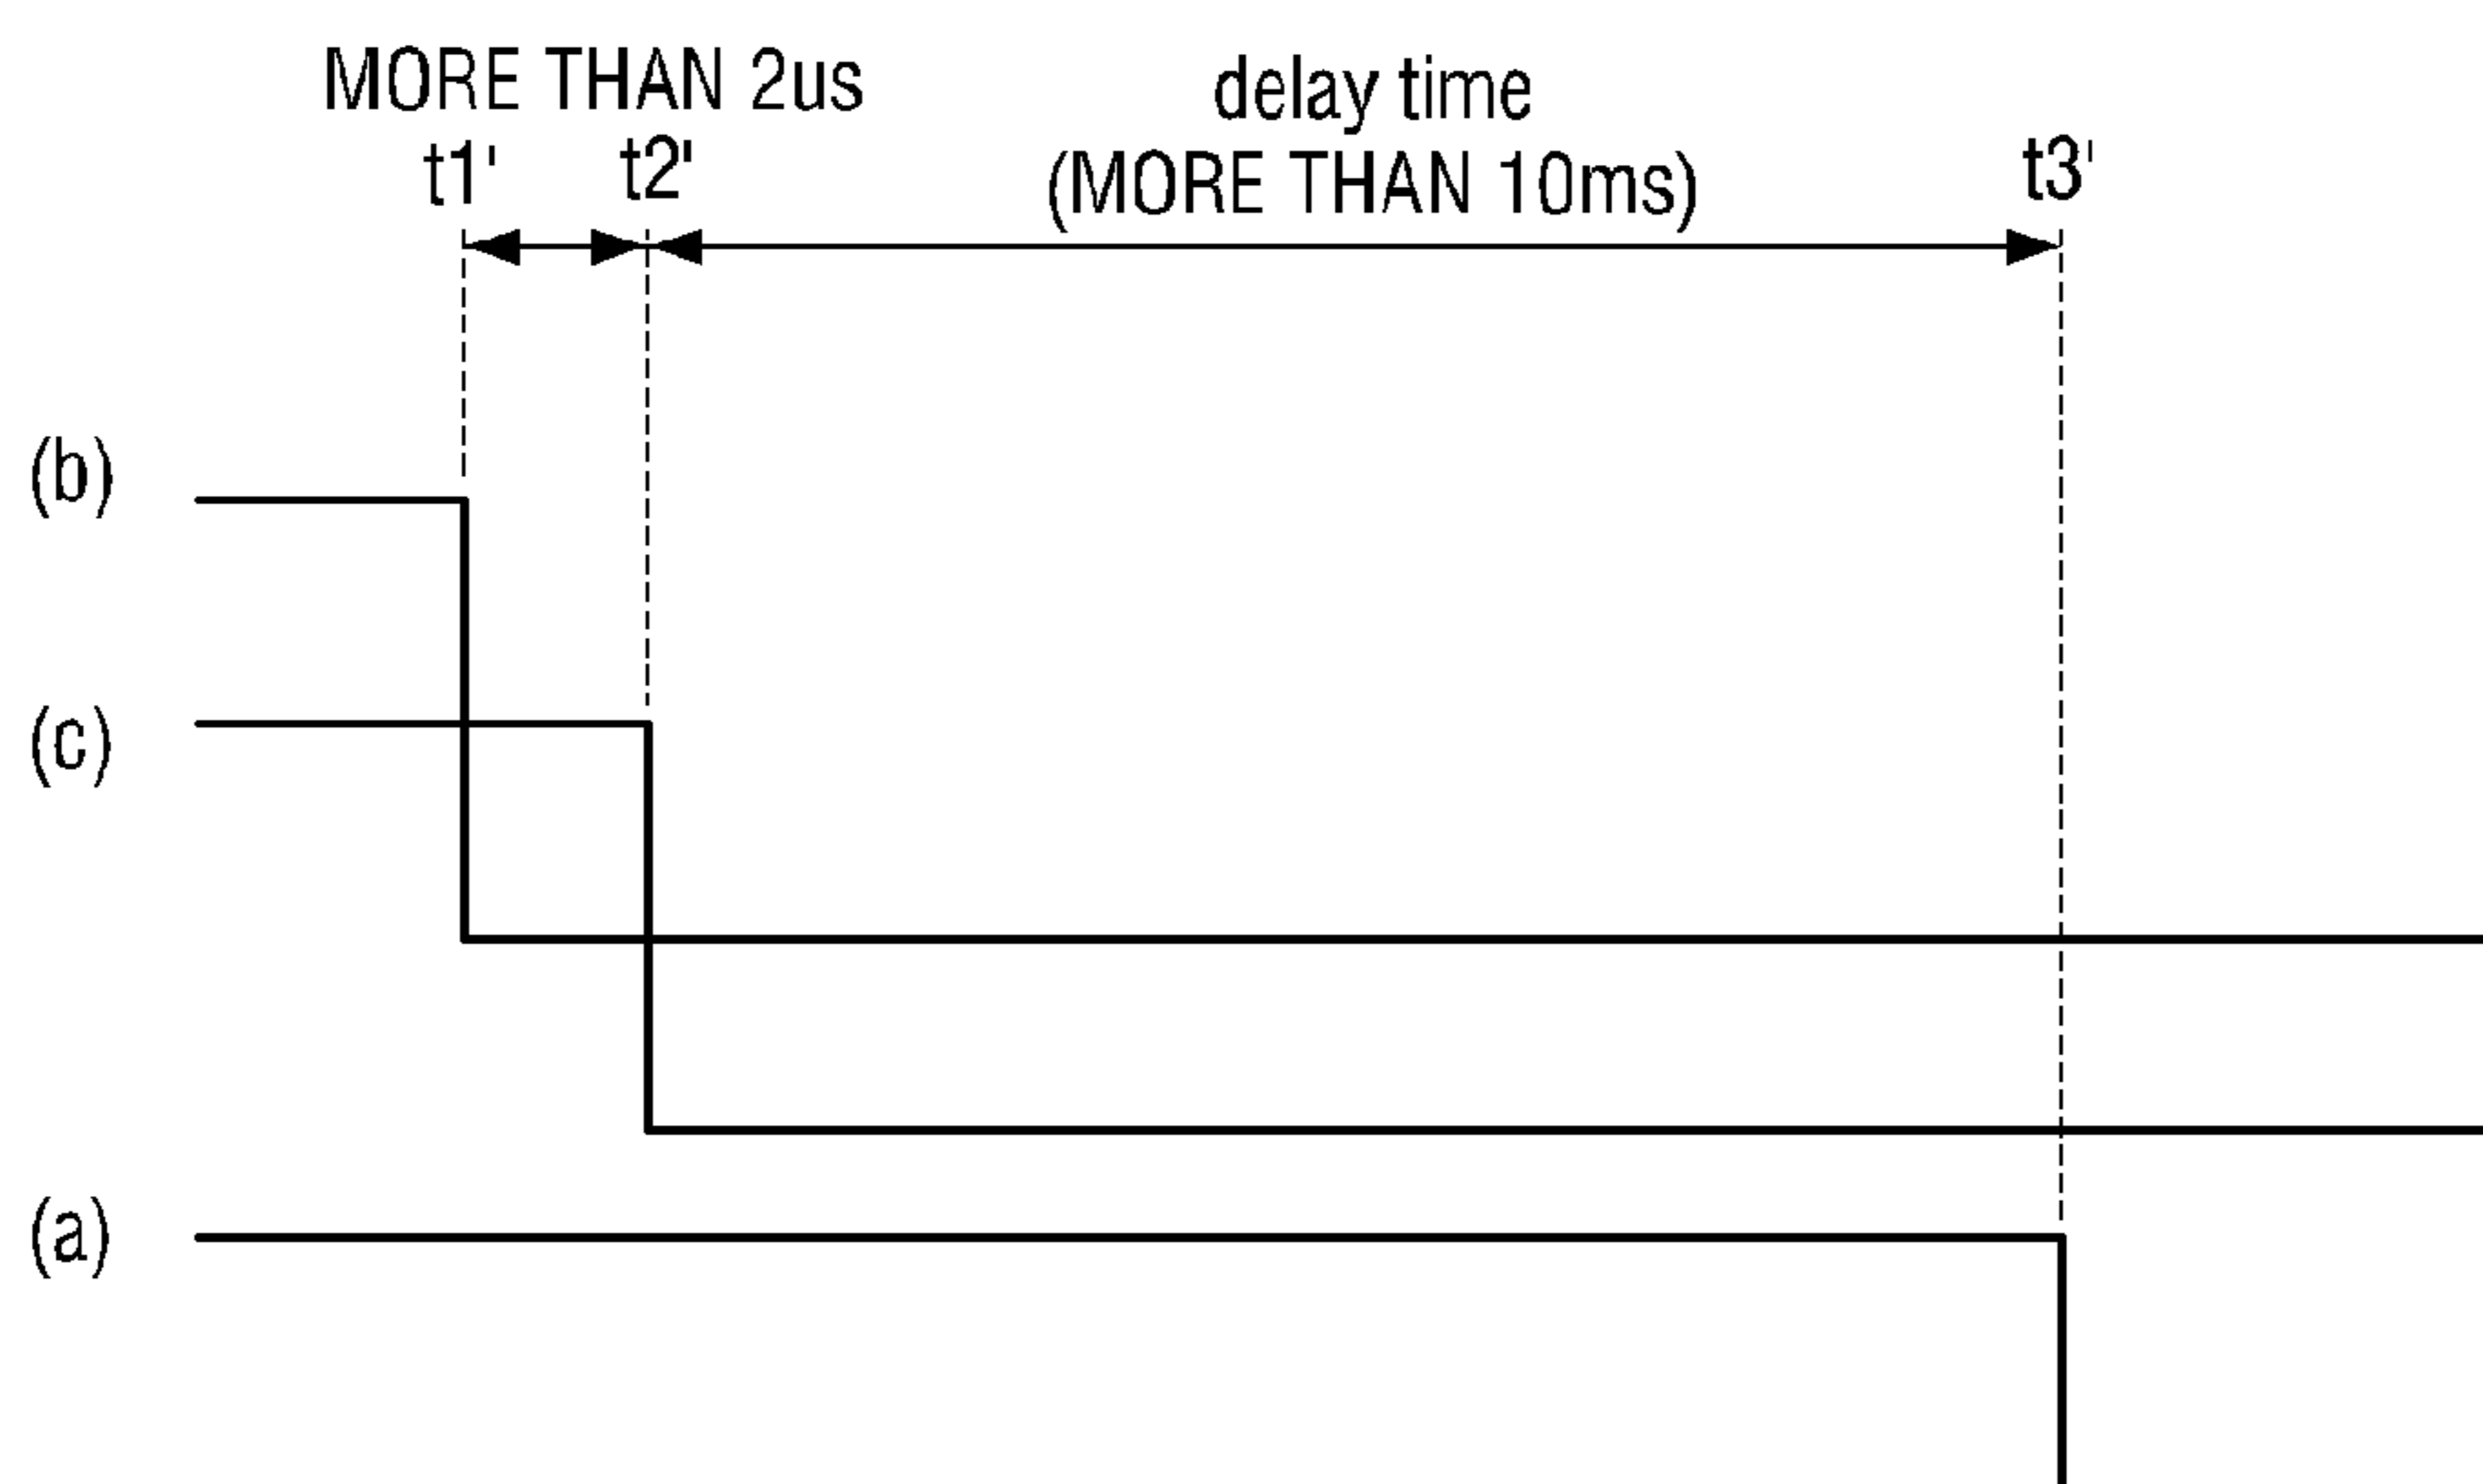 MORE THAN 2us
delay time
(MORE THAN 10ms)
t1' t2' t3'
(b)
(c)
(a)